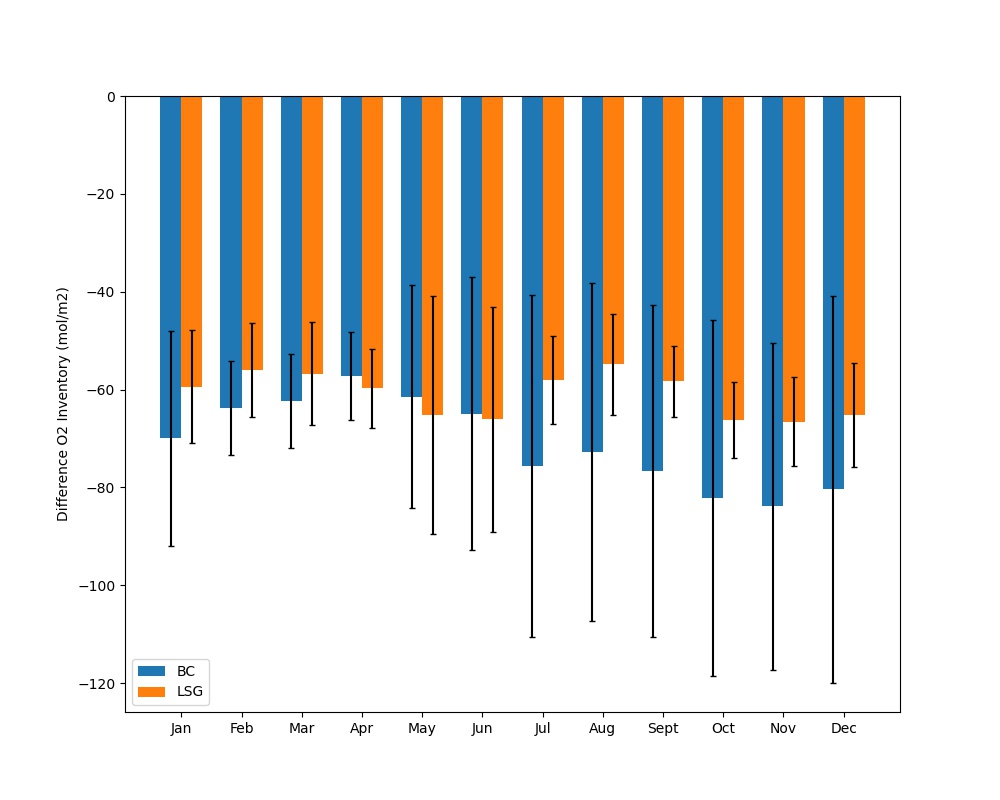 Difference O2 Inventory (mol/m2)
0
−20
−40
−60
−80
−100
−120
BC
LSG
Jan Feb Mar Apr May Jun Jul Aug Sept Oct Nov Dec